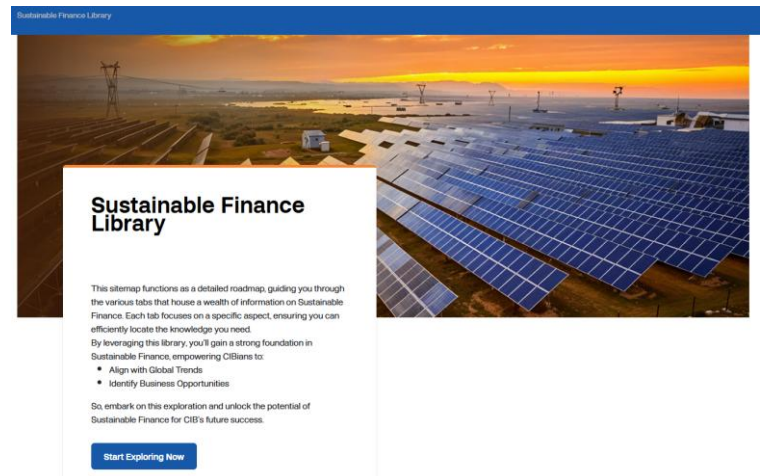 Sustainable Finance Library
Sustainable Finance
Library
This sitemap functions as a detailed roadmap, guiding you through
the various tabs that house a wealth of information on Sustainable
Finance. Each tab focuses on a specific aspect, ensuring you can
efficiently locate the knowledge you need.
By leveraging this library, you'll gain a strong foundation in
Sustainable Finance, empowering CIBians to:
• Align with Global Trends
• Identify Business Opportunities
So, embark on this exploration and unlock the potential of
Sustainable Finance for CIB's future success.
Start Exploring Now